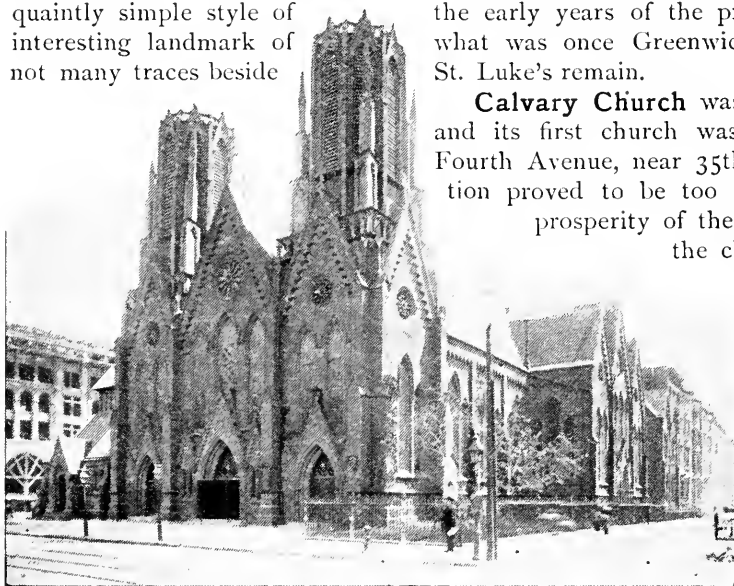 quaintly simple style of
interesting landmark of
not many traces beside
the early years of the p
what was once Greenwic
St. Luke's remain.
Calvary Church wa
and its first church was
Fourth Avenue, near 35th
tion proved to be too
prosperity of the
the c